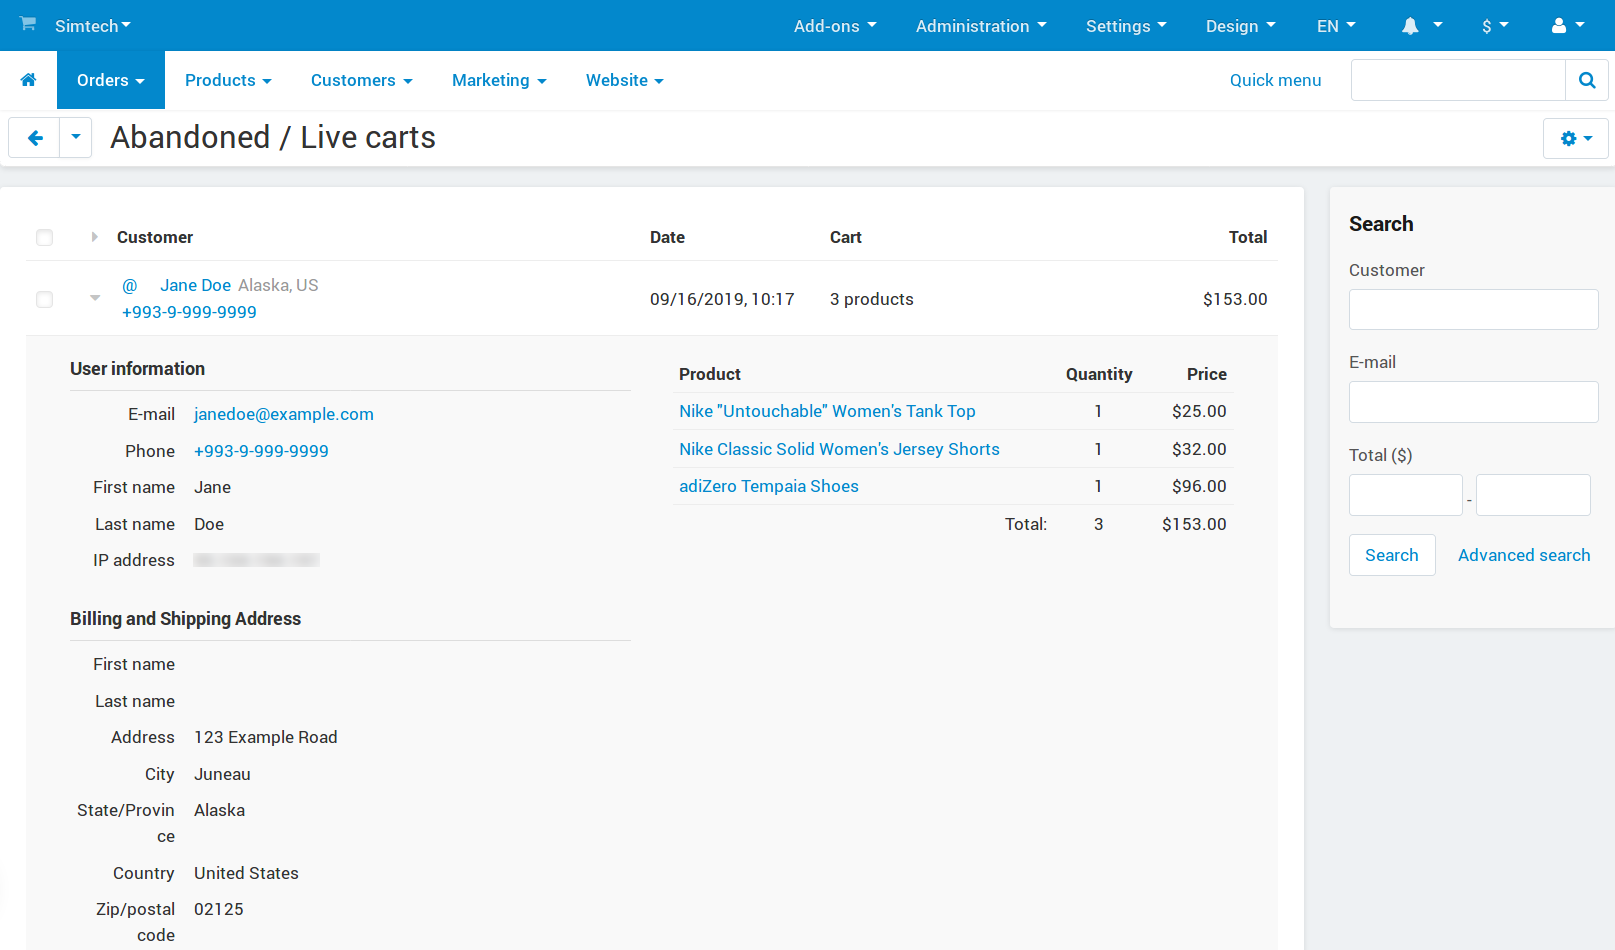 Simtech
Add-ons Administration Settings Design EN $
Orders Products Customers Marketing Website Quick menu
Abandoned / Live carts
Customer Date Cart Total
@ Jane Doe Alaska, US
+993-9-999-9999
09/16/2019, 10:17 3 products $153.00
User information
E-mail janedoe@example.com
Phone +993-9-999-9999
First name Jane
Last name Doe
IP address
Billing and Shipping Address
First name
Last name
Address 123 Example Road
City Juneau
State/Provin Alaska
ce
Country United States
Zip/postal 02125
code
Product Quantity Price
Nike "Untouchable" Women's Tank Top 1 $25.00
Nike Classic Solid Women's Jersey Shorts 1 $32.00
adiZero Tempaia Shoes 1 $96.00
Total: 3 $153.00
Search
Customer
E-mail
Total ($)
-
Search Advanced search